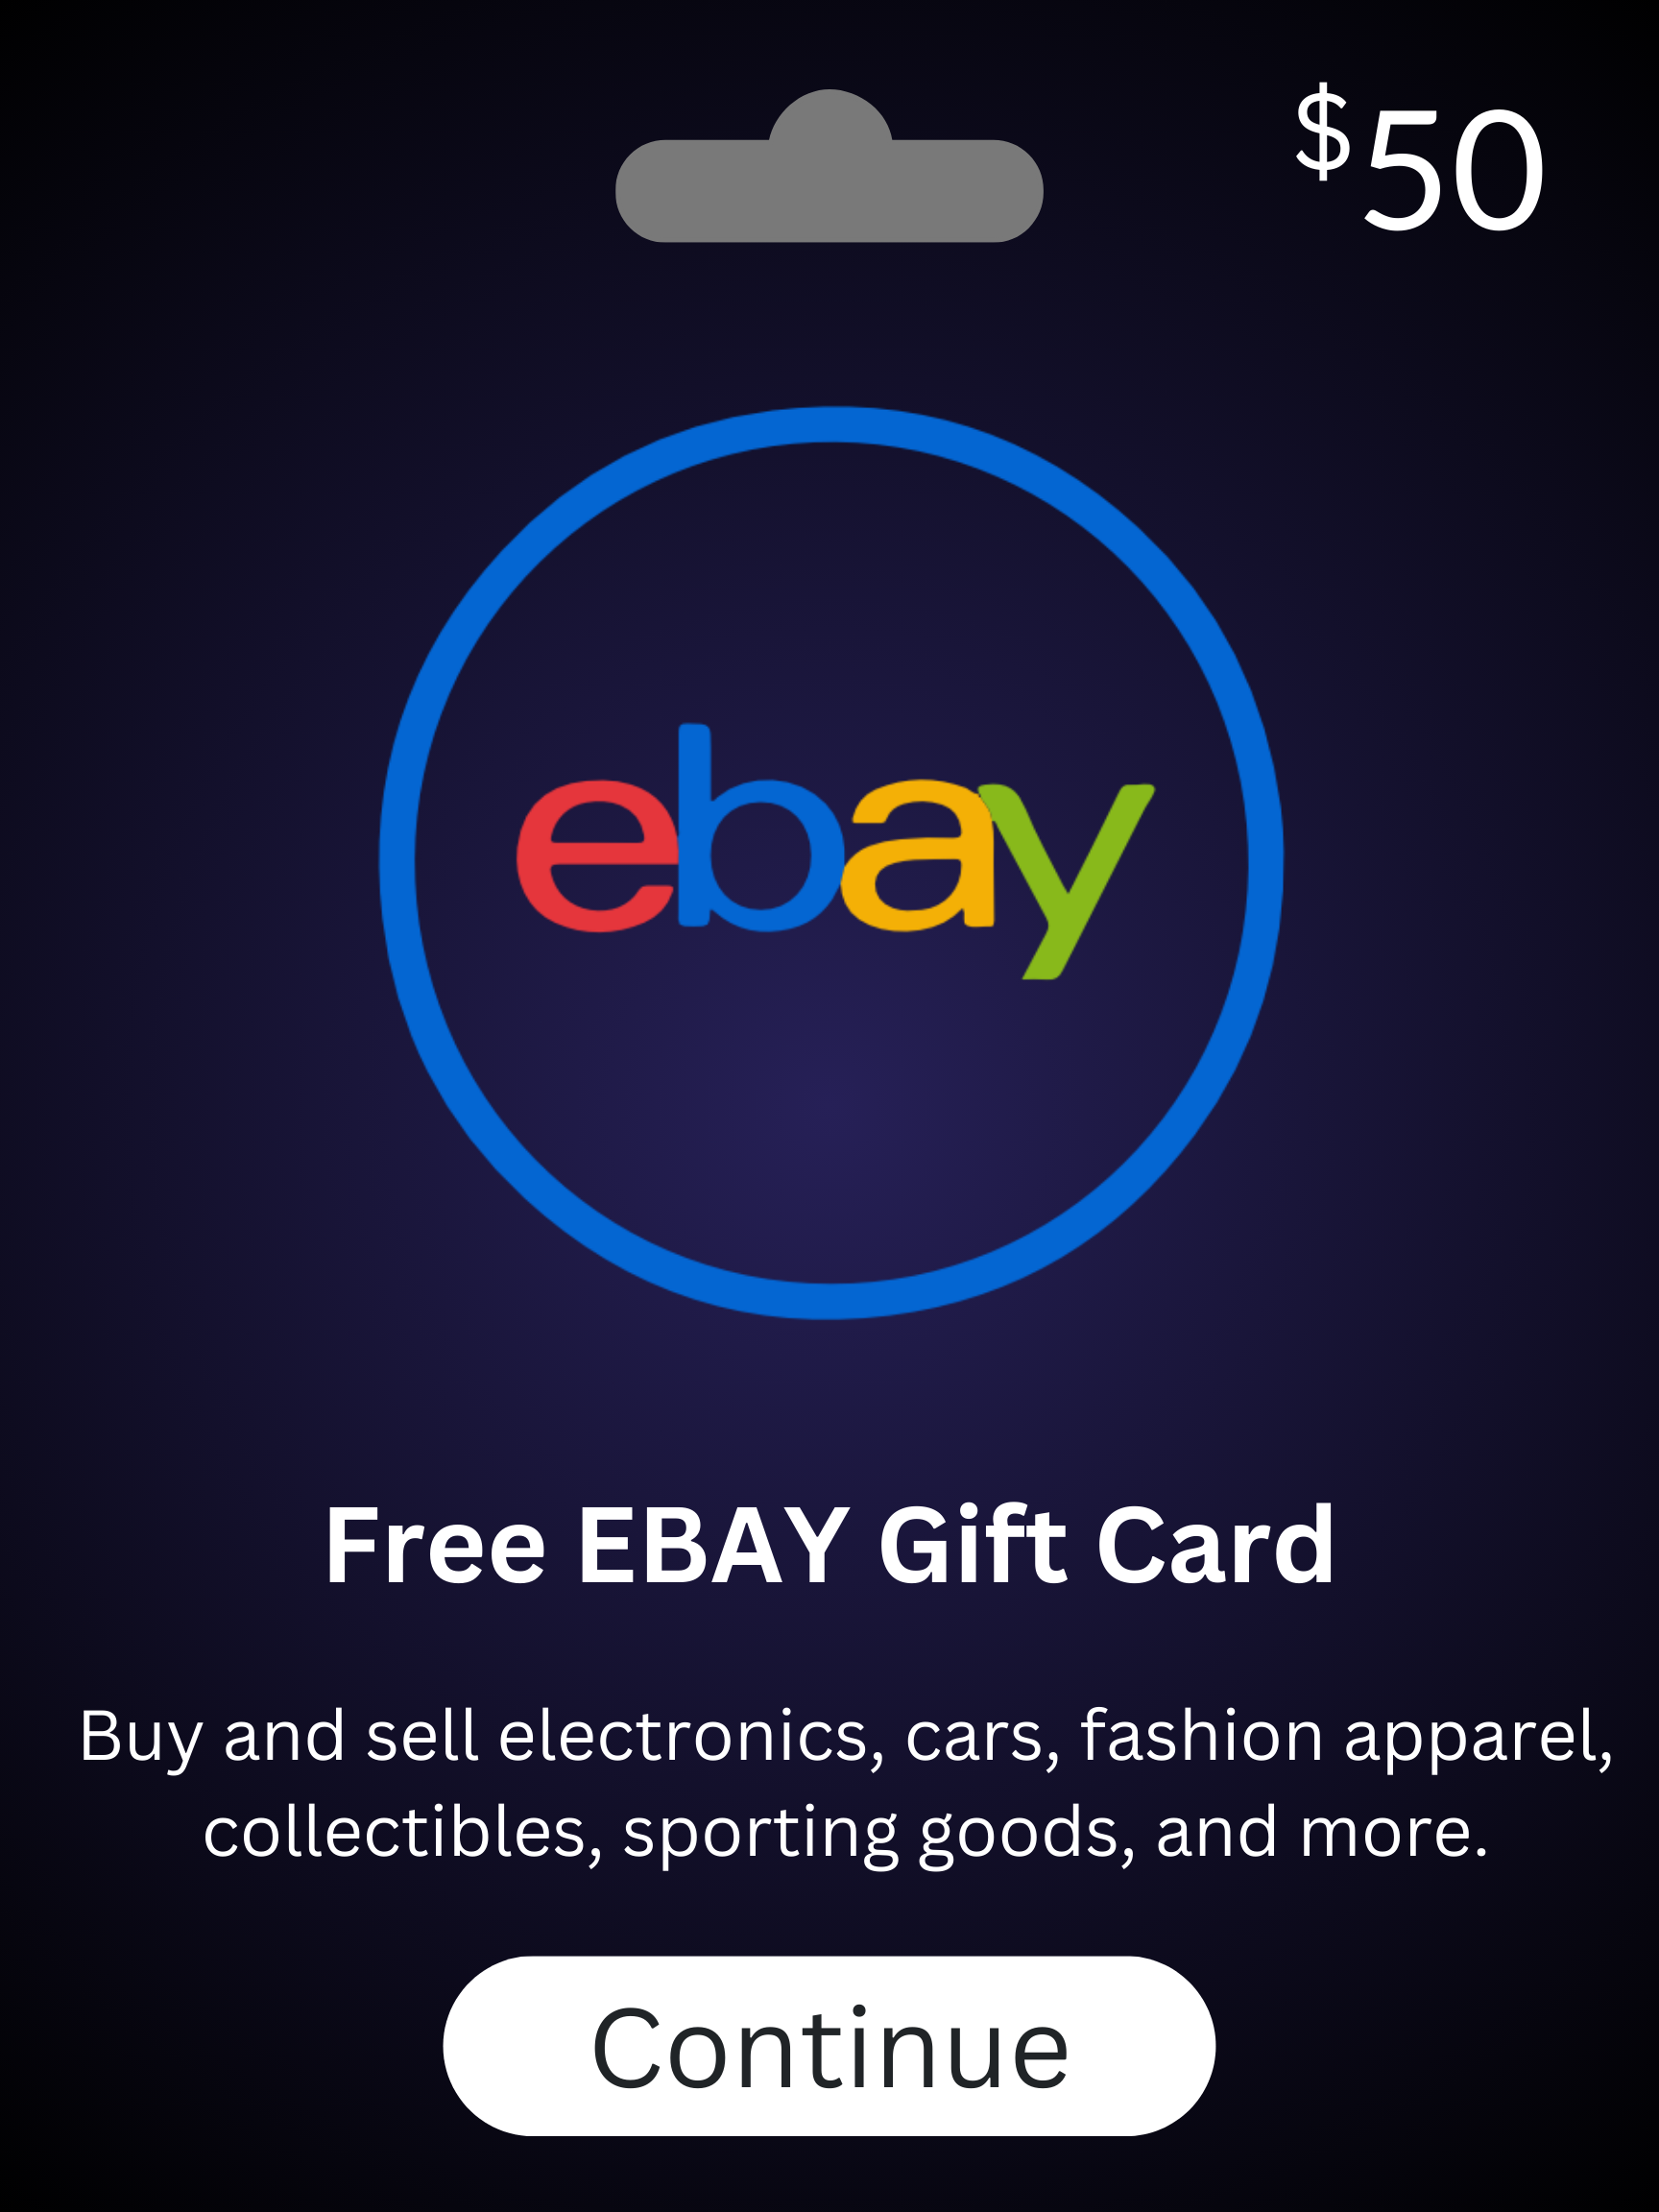 $50
ebay
Free EBAY Gift Card
Buy and sell electronics, cars, fashion apparel,
collectibles, sporting goods, and more.
Continue